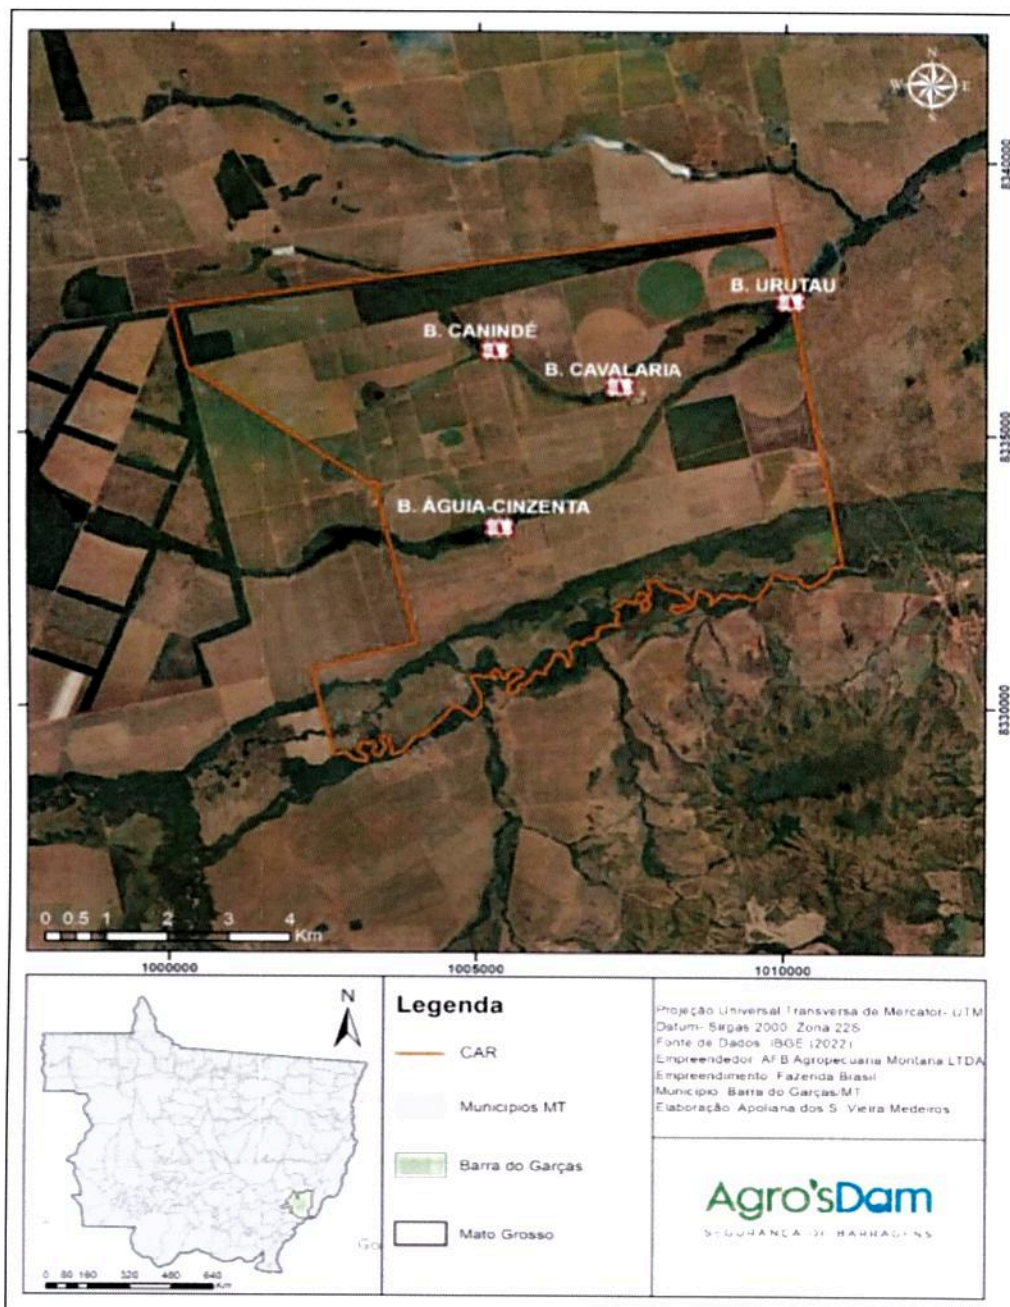 N
W E
S
8340000
B. URUTAU
B. CANINDÉ
B. CAVALARIA
8335000
B. ÁGUIA-CINZENTA
8330000
0 0.5 1 2 3 4
Km
1000000 1005000 1010000
N
Legenda
CAR
Municipios MT
Barra do Garças
Mato Grosso
0 80 160 320 480 640
Km
Projeção Universal Transversa de Mercator- UTM
Datum- Sirgas 2000 Zona 22S
Fonte de Dados: IBGE (2022)
Empreendedor: AFB Agropecuaria Montana LTDA
Empreendimento: Fazenda Brasil
Município: Barra do Garças/MT
Elaboração: Apoliana dos S. Vieira Medeiros
Agro'sDam
SEGURANÇA DE BARRAGENS